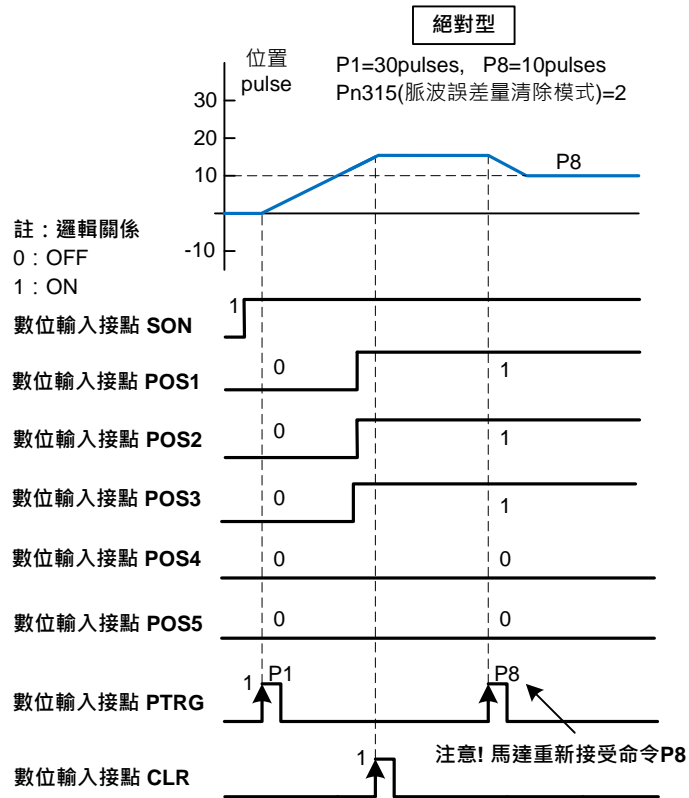 絕對型
位置
pulse
P1=30pulses, P8=10pulses
Pn315(脈波誤差量清除模式)=2
30
20
10
P8
-10
註：邏輯關係
0：OFF
1：ON
數位輸入接點 SON
1
數位輸入接點 POS1
0
1
數位輸入接點 POS2
0
1
數位輸入接點 POS3
0
1
數位輸入接點 POS4
0
0
數位輸入接點 POS5
0
0
數位輸入接點 PTRG
1
P1
P8
注意! 馬達重新接受命令P8
數位輸入接點 CLR
1